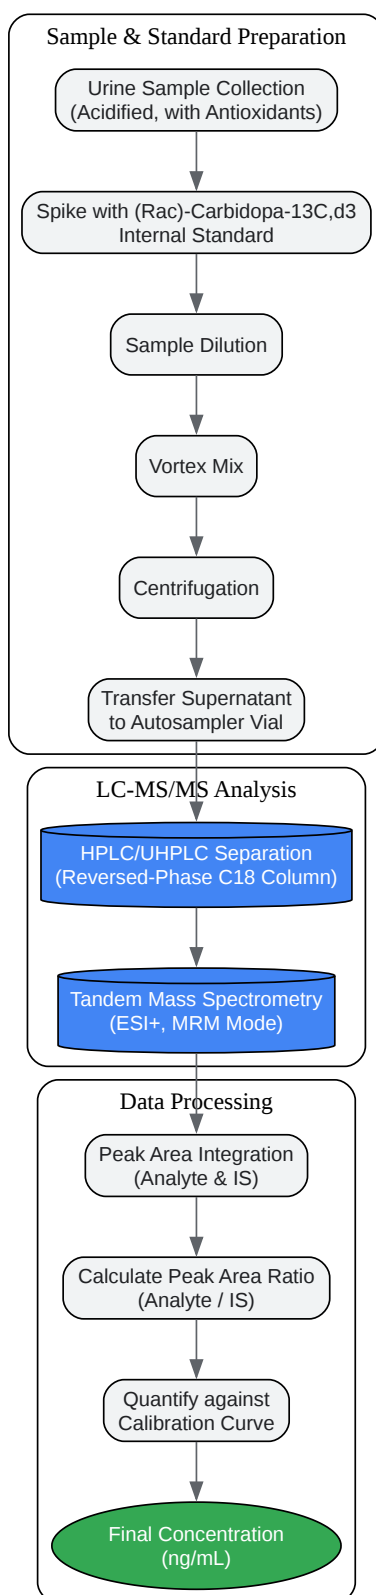 Sample & Standard Preparation
Urine Sample Collection
(Acidified, with Antioxidants)
Spike with (Rac)-Carbidopa-13C,d3
Internal Standard
Sample Dilution
Vortex Mix
Centrifugation
Transfer Supernatant
to Autosampler Vial
LC-MS/MS Analysis
HPLC/UHPLC Separation
(Reversed-Phase C18 Column)
Tandem Mass Spectrometry
(ESI+, MRM Mode)
Data Processing
Peak Area Integration
(Analyte & IS)
Calculate Peak Area Ratio
(Analyte / IS)
Quantify against
Calibration Curve
Final Concentration
(ng/mL)